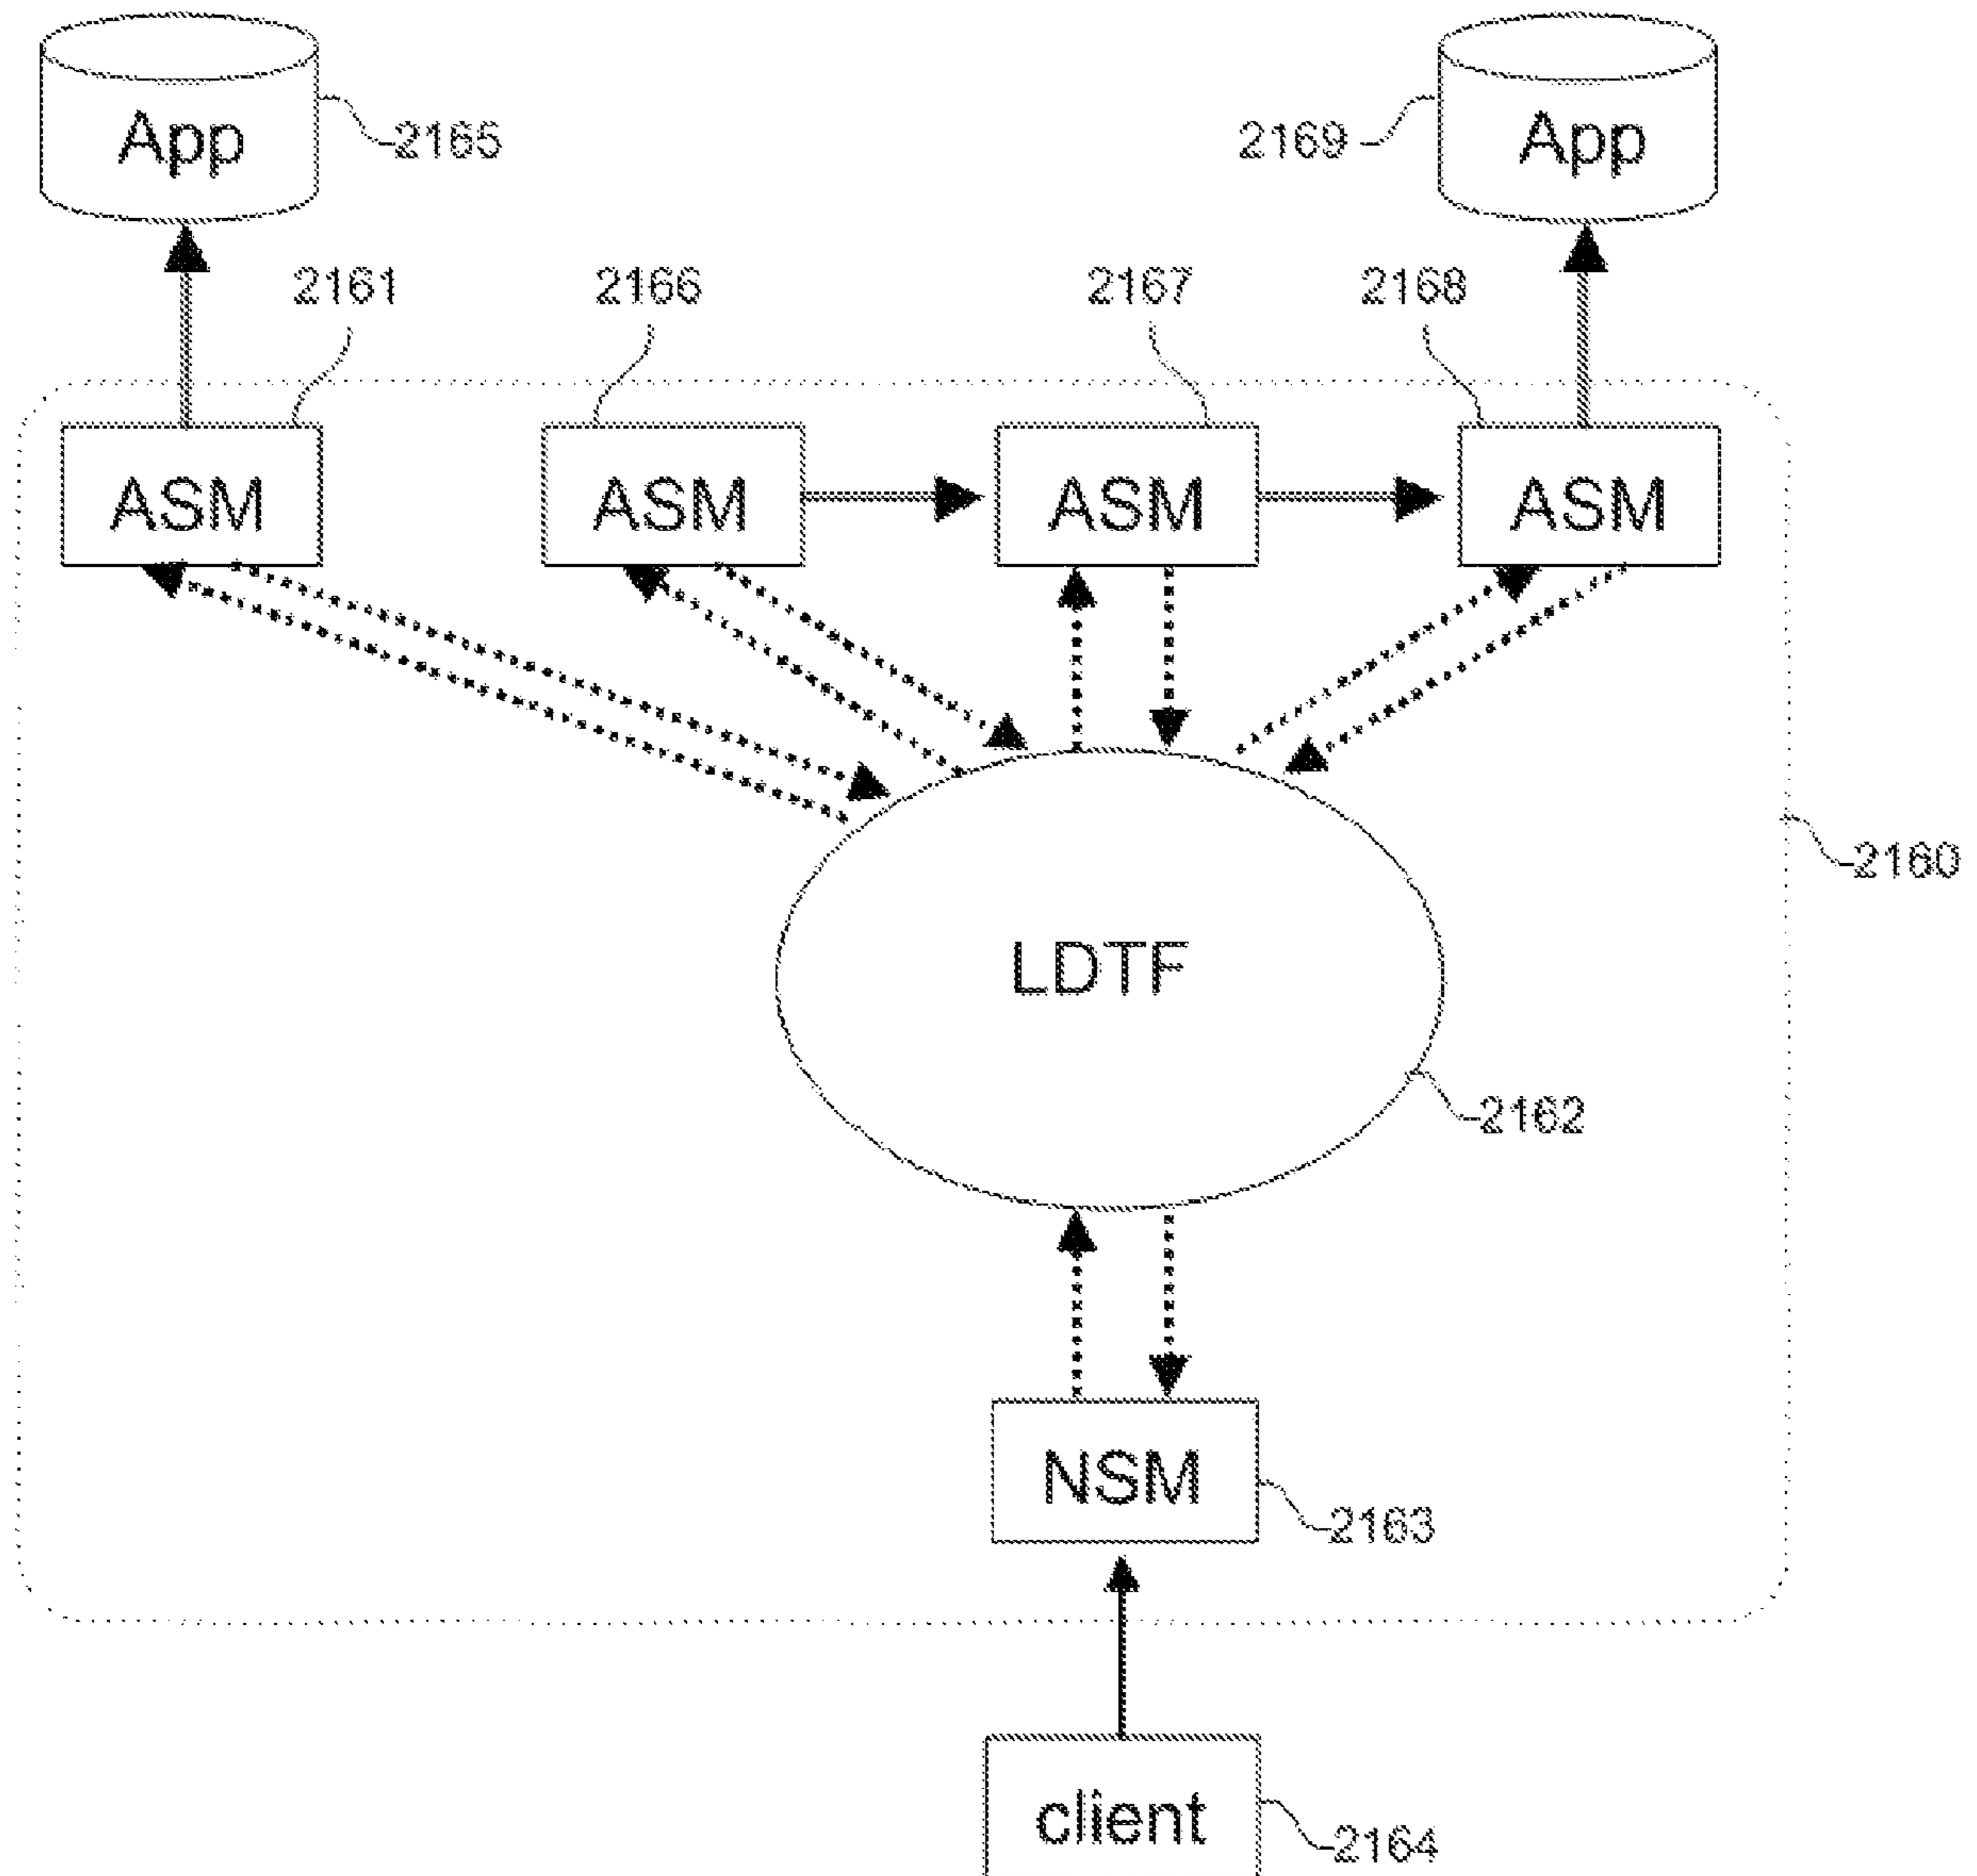 App
2165
2169
App
2161
2166
2167
2168
ASM
ASM
ASM
ASM
2160
LDTF
2162
NSM
2163
client
2164